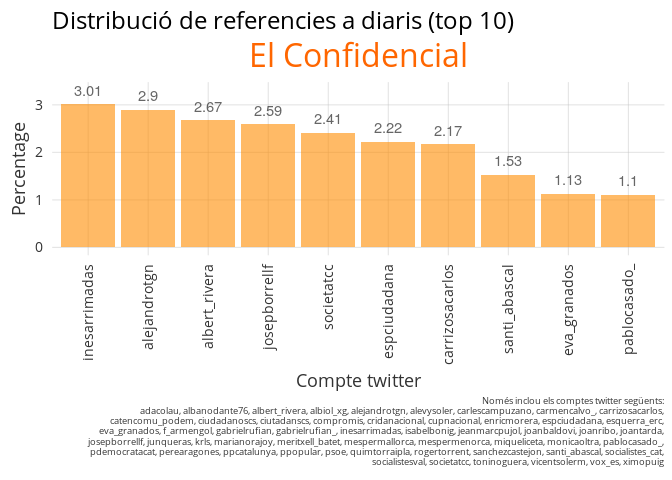 Distribució de referencies a diaris (top 10)
El Confidencial
Percentage
3
2
1
0
3.01
2.9
2.67
2.59
2.41
2.22
2.17
1.53
1.13
1.1
inesarrimadas
alejandrotgn
albert_rivera
josepborrellf
societatcc
espciudadana
carrizosacarlos
santi_abascal
eva_granados
pablocasado_
Compte twitter
Només inclou els comptes twitter següents:
adacolau, albanodante76, albert_rivera, albiol_xg, alejandrotgn, alevysoler, carlescampuzano, carmencalvo_, carrizosacarlos,
catencomu_podem, ciudadanoscs, ciutadanscs, compromis, cridanacional, cupnacional, enricmorera, espciudadana, esquerra_erc,
eva_granados, f_armengol, gabrielrufian, gabrielrufian_, inesarrimadas, isabelbonig, jeanmarcpujol, joanbaldovi, joanribo, joantarda,
josepborrellf, junqueras, krls, marianorajoy, meritxell_batet, mespermallorca, mespermenorca, miqueliceta, monicaoltra, pablocasado_,
pdemocratacat, perearagones, ppcatalunya, ppopular, psoe, quimtorraipla, rogertorrent, sanchezcastejon, santi_abascal, socialistes_cat,
socialistesval, societatcc, toninoguera, vicentsolerm, vox_es, ximopuig